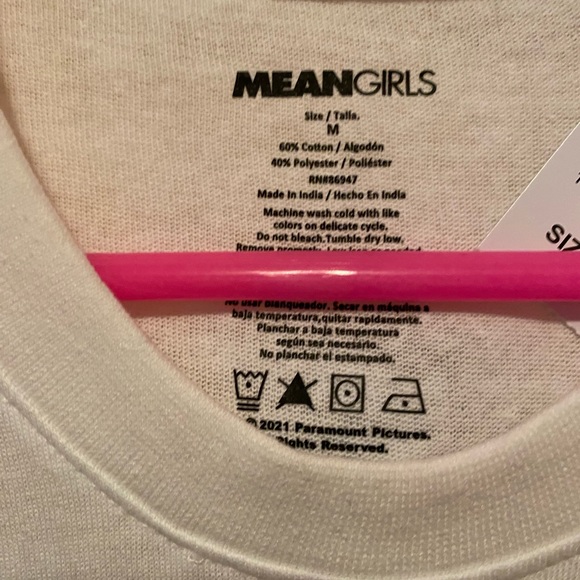 MEANGIRLS
Size / Talla.
M
60% Cotton / Algodón
40% Polyester / Poliéster
RN#86947
Made In India / Hecho En India
Machine wash cold with like
colors on delicate cycle.
Do not bleach.Tumble dry low.
Remove promptly.
No usar blanqueador. Secar en máquina a
baja temperatura,quitar rapidamente.
Planchar a baja temperatura
según sea necesario.
No planchar el estampado.
© 2021 Paramount Pictures.
Rights Reserved.
SIZ